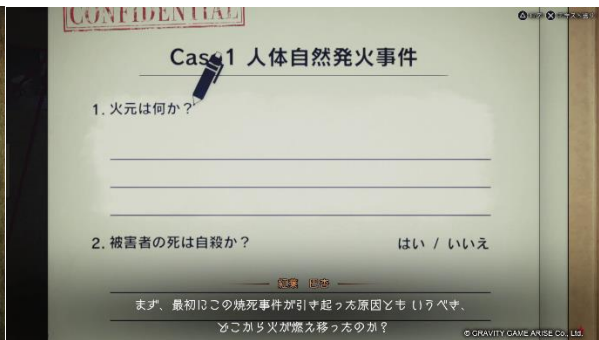 CONFIDENTIAL
Case 1 人体自然発火事件
1. 火元は何か?
2. 被害者の死は自殺か?
はい / いいえ
まず、最初にこの焼死事件が引き起った原因ともいうべき、
どこから火が燃え移ったのか?
© GRAVITY GAME ARISE Co., Ltd.